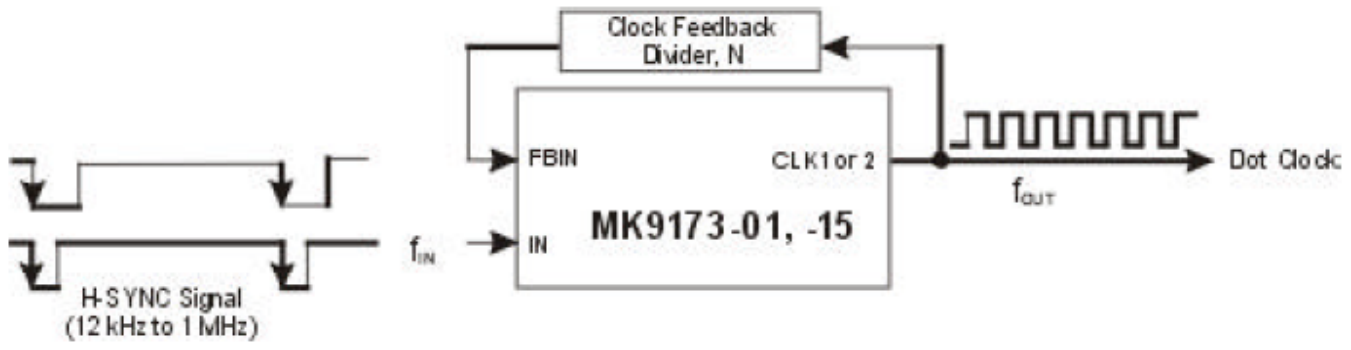 Clock Feedback
Divider, N
FBIN
CLK1 or 2
Dot Clock
fOUT
MK9173-01, -15
fIN
IN
H-SYNC Signal
(12 kHz to 1 MHz)